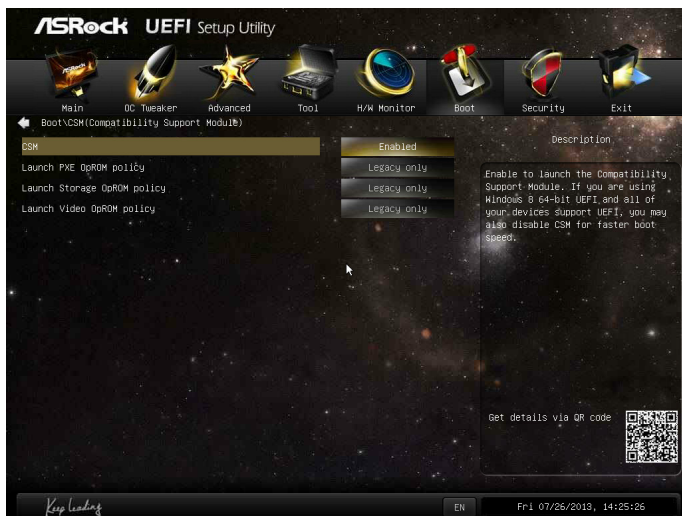 ASRock UEFI Setup Utility
ASRock
Main OC Tweaker Advanced Tool H/W Monitor Boot Security Exit
Boot\CSM(Compatibility Support Module)
CSM Enabled
Launch PXE OpROM policy Legacy only
Launch Storage OpROM policy Legacy only
Launch Video OpROM policy Legacy only
Description
Enable to launch the Compatibility
Support Module. If you are using
Windows 8 64-bit UEFI and all of
your devices support UEFI, you may
also disable CSM for faster boot
speed.
Get details via QR code
Keep Leading
EN
Fri 07/26/2013, 14:25:26